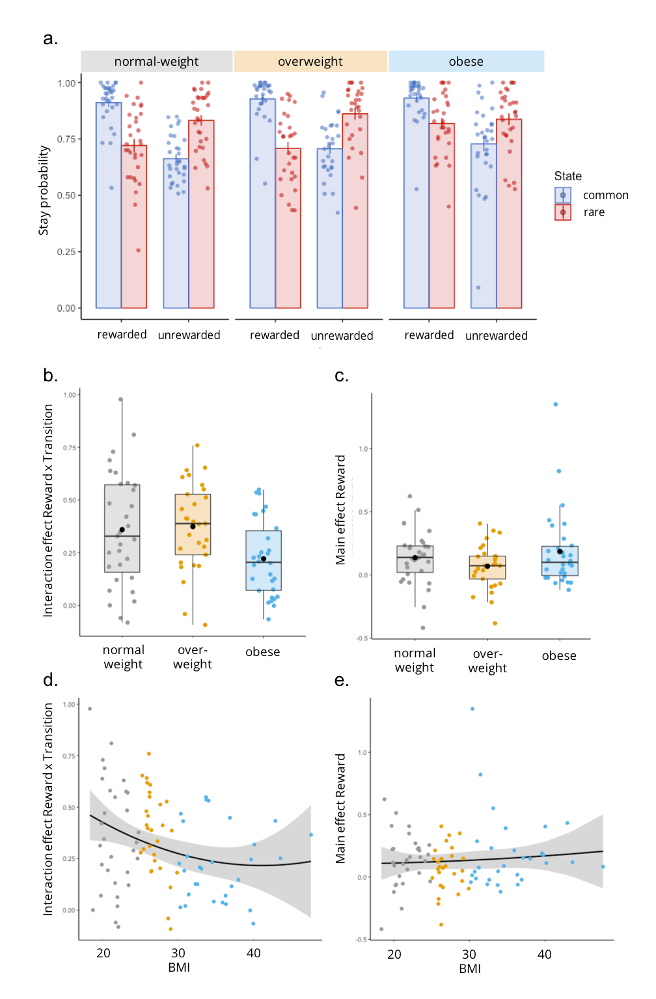 a.
normal-weight overweight obese
1.00
0.75
0.50
0.25
0.00
Stay probability
rewarded unrewarded rewarded unrewarded rewarded unrewarded
State
common
rare
b.
1.00
0.75
0.50
0.25
0.00
Interaction effect Reward x Transition
normal
weight
over-
weight
obese
c.
1.0
0.5
0.0
-0.5
Main effect Reward
normal
weight
over-
weight
obese
d.
1.00
0.75
0.50
0.25
0.00
Interaction effect Reward x Transition
20 30 40
BMI
e.
1.0
0.5
0.0
-0.5
Main effect Reward
20 30 40
BMI